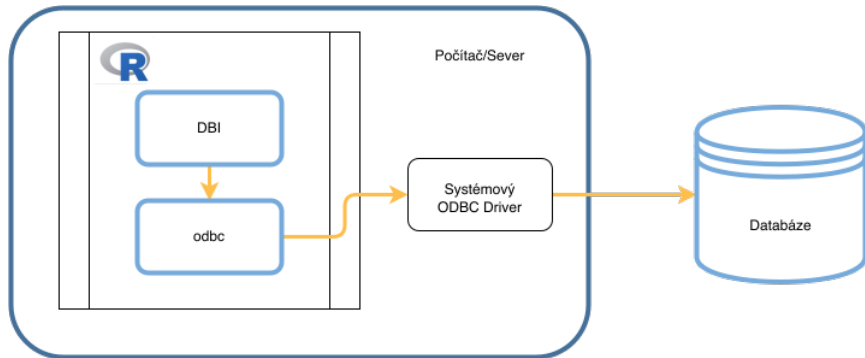 R
Počítač/Sever
DBI
Systémový
ODBC Driver
odbc
Databáze